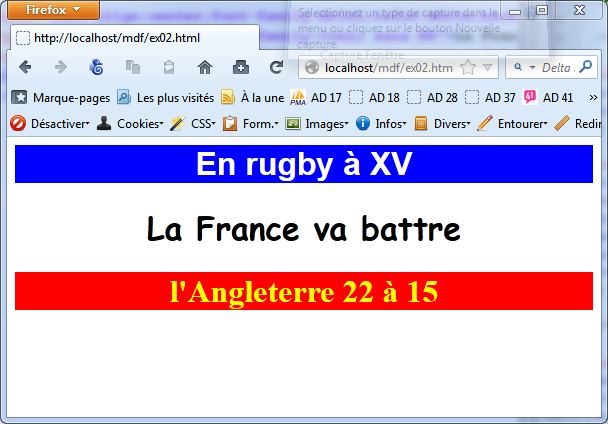 Firefox
Sélectionnez un type de capture dans le
menu ou cliquez sur le bouton Nouvelle
capture.
Capture Fenêtre
http://localhost/mdf/ex02.html
localhost/mdf/ex02.htm
Delta
Marque-pages Les plus visités À la une PMA AD 17 AD 18 AD 28 AD 37 41 AD 41 »
Désactiver Cookies CSS Form. Images Infos Divers Entourer Redir
En rugby à XV
La France va battre
l'Angleterre 22 à 15